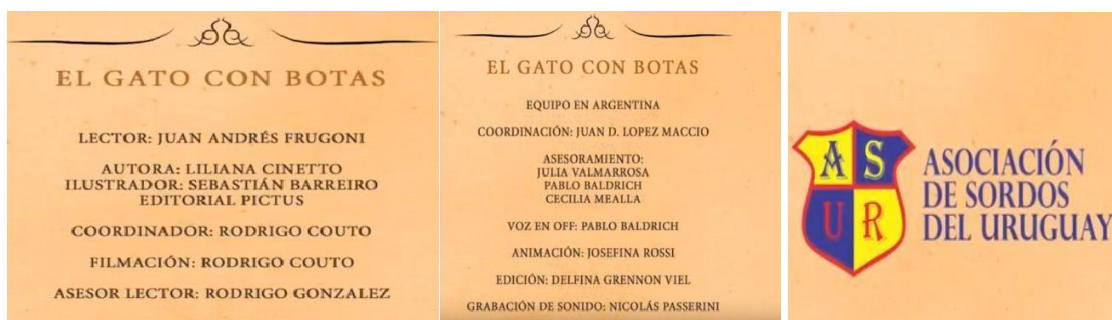 EL GATO CON BOTAS
LECTOR: JUAN ANDRÉS FRUGONI
AUTORA: LILIANA CINETTO
ILUSTRADOR: SEBASTIÁN BARREIRO
EDITORIAL PICTUS
COORDINADOR: RODRIGO COUTO
FILMACIÓN: RODRIGO COUTO
ASESOR LECTOR: RODRIGO GONZALEZ
EL GATO CON BOTAS
EQUIPO EN ARGENTINA
COORDINACIÓN: JUAN D. LOPEZ MACCIO
ASESORAMIENTO:
JULIA VALMARROSA
PABLO BALDRICH
CECILIA MEALLA
VOZ EN OFF: PABLO BALDRICH
ANIMACIÓN: JOSEFINA ROSSI
EDICIÓN: DELFINA GRENNON VIEL
GRABACIÓN DE SONIDO: NICOLÁS PASSERINI
A S
U R
ASOCIACIÓN
DE SORDOS
DEL URUGUAY